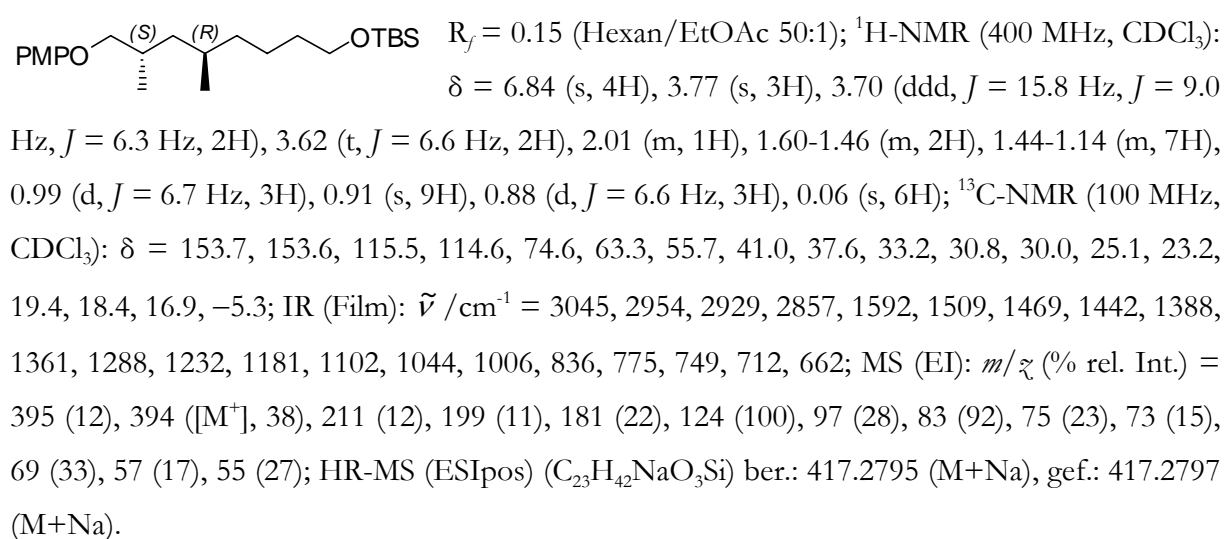 (S) (R)
PMPO OTBS
R𝑓 = 0.15 (Hexan/EtOAc 50:1); ¹H-NMR (400 MHz, CDCl₃):
δ = 6.84 (s, 4H), 3.77 (s, 3H), 3.70 (ddd, J = 15.8 Hz, J = 9.0
Hz, J = 6.3 Hz, 2H), 3.62 (t, J = 6.6 Hz, 2H), 2.01 (m, 1H), 1.60-1.46 (m, 2H), 1.44-1.14 (m, 7H),
0.99 (d, J = 6.7 Hz, 3H), 0.91 (s, 9H), 0.88 (d, J = 6.6 Hz, 3H), 0.06 (s, 6H); ¹³C-NMR (100 MHz,
CDCl₃): δ = 153.7, 153.6, 115.5, 114.6, 74.6, 63.3, 55.7, 41.0, 37.6, 33.2, 30.8, 30.0, 25.1, 23.2,
19.4, 18.4, 16.9, −5.3; IR (Film): ν̃ /cm⁻¹ = 3045, 2954, 2929, 2857, 1592, 1509, 1469, 1442, 1388,
1361, 1288, 1232, 1181, 1102, 1044, 1006, 836, 775, 749, 712, 662; MS (EI): m/z (% rel. Int.) =
395 (12), 394 ([M⁺], 38), 211 (12), 199 (11), 181 (22), 124 (100), 97 (28), 83 (92), 75 (23), 73 (15),
69 (33), 57 (17), 55 (27); HR-MS (ESIpos) (C₂₃H₄₂NaO₃Si) ber.: 417.2795 (M+Na), gef.: 417.2797
(M+Na).